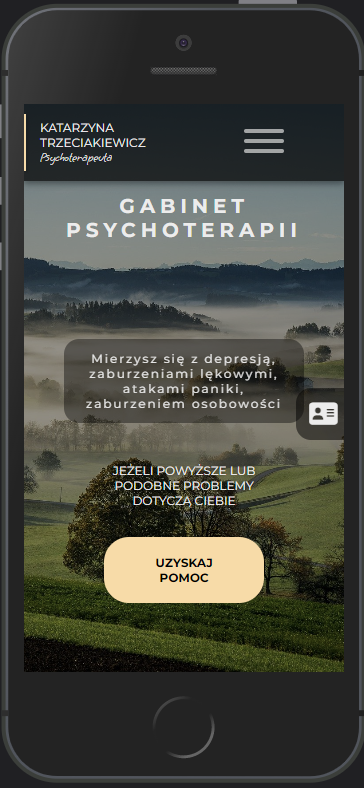 KATARZYNA
TRZECIAKIEWICZ
Psychoterapeuta
GABINET
PSYCHOTERAPII
Mierzysz się z depresją,
zaburzeniami lękowymi,
atakami paniki,
zaburzeniem osobowości
JEŻELI POWYŻSZE LUB
PODOBNE PROBLEMY
DOTYCZĄ CIEBIE
UZYSKAJ
POMOC